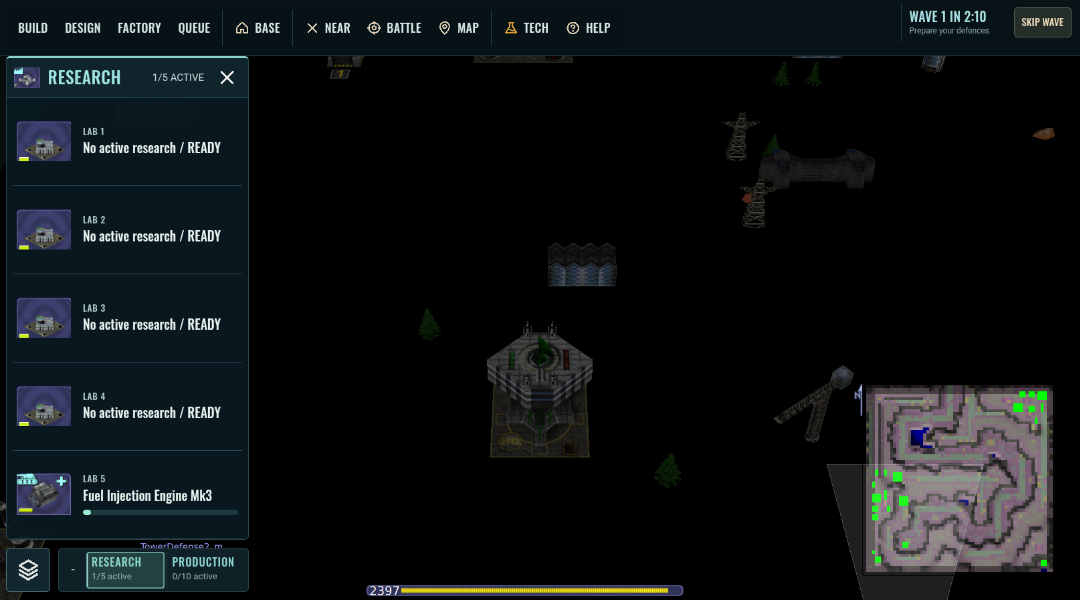 BUILD DESIGN FACTORY QUEUE BASE NEAR BATTLE MAP TECH HELP
WAVE 1 IN 2:10
Prepare your defences
SKIP WAVE
RESEARCH 1/5 ACTIVE
LAB 1
No active research / READY
LAB 2
No active research / READY
LAB 3
No active research / READY
LAB 4
No active research / READY
LAB 5
Fuel Injection Engine Mk3
TowerDefense2_m
- RESEARCH
1/5 active
PRODUCTION
0/10 active
2397
1
HQ
N